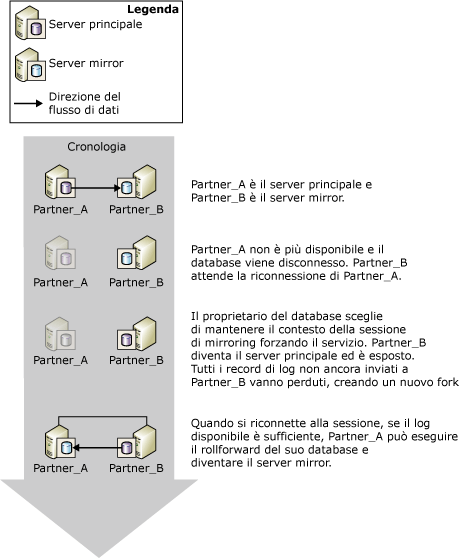 Legenda
Server principale
Server mirror
Direzione del
flusso di dati
Cronologia
Partner_A
Partner_B
Partner_A è il server principale e
Partner_B è il server mirror.
Partner_A
Partner_B
Partner_A non è più disponibile e il
database viene disconnesso. Partner_B
attende la riconnessione di Partner_A.
Partner_A
Partner_B
Il proprietario del database sceglie
di mantenere il contesto della sessione
di mirroring forzando il servizio. Partner_B
diventa il server principale ed è esposto.
Tutti i record di log non ancora inviati a
Partner_B vanno perduti, creando un nuovo fork
Partner_A
Partner_B
Quando si riconnette alla sessione, se il log
disponibile è sufficiente, Partner_A può eseguire
il rollforward del suo database e
diventare il server mirror.